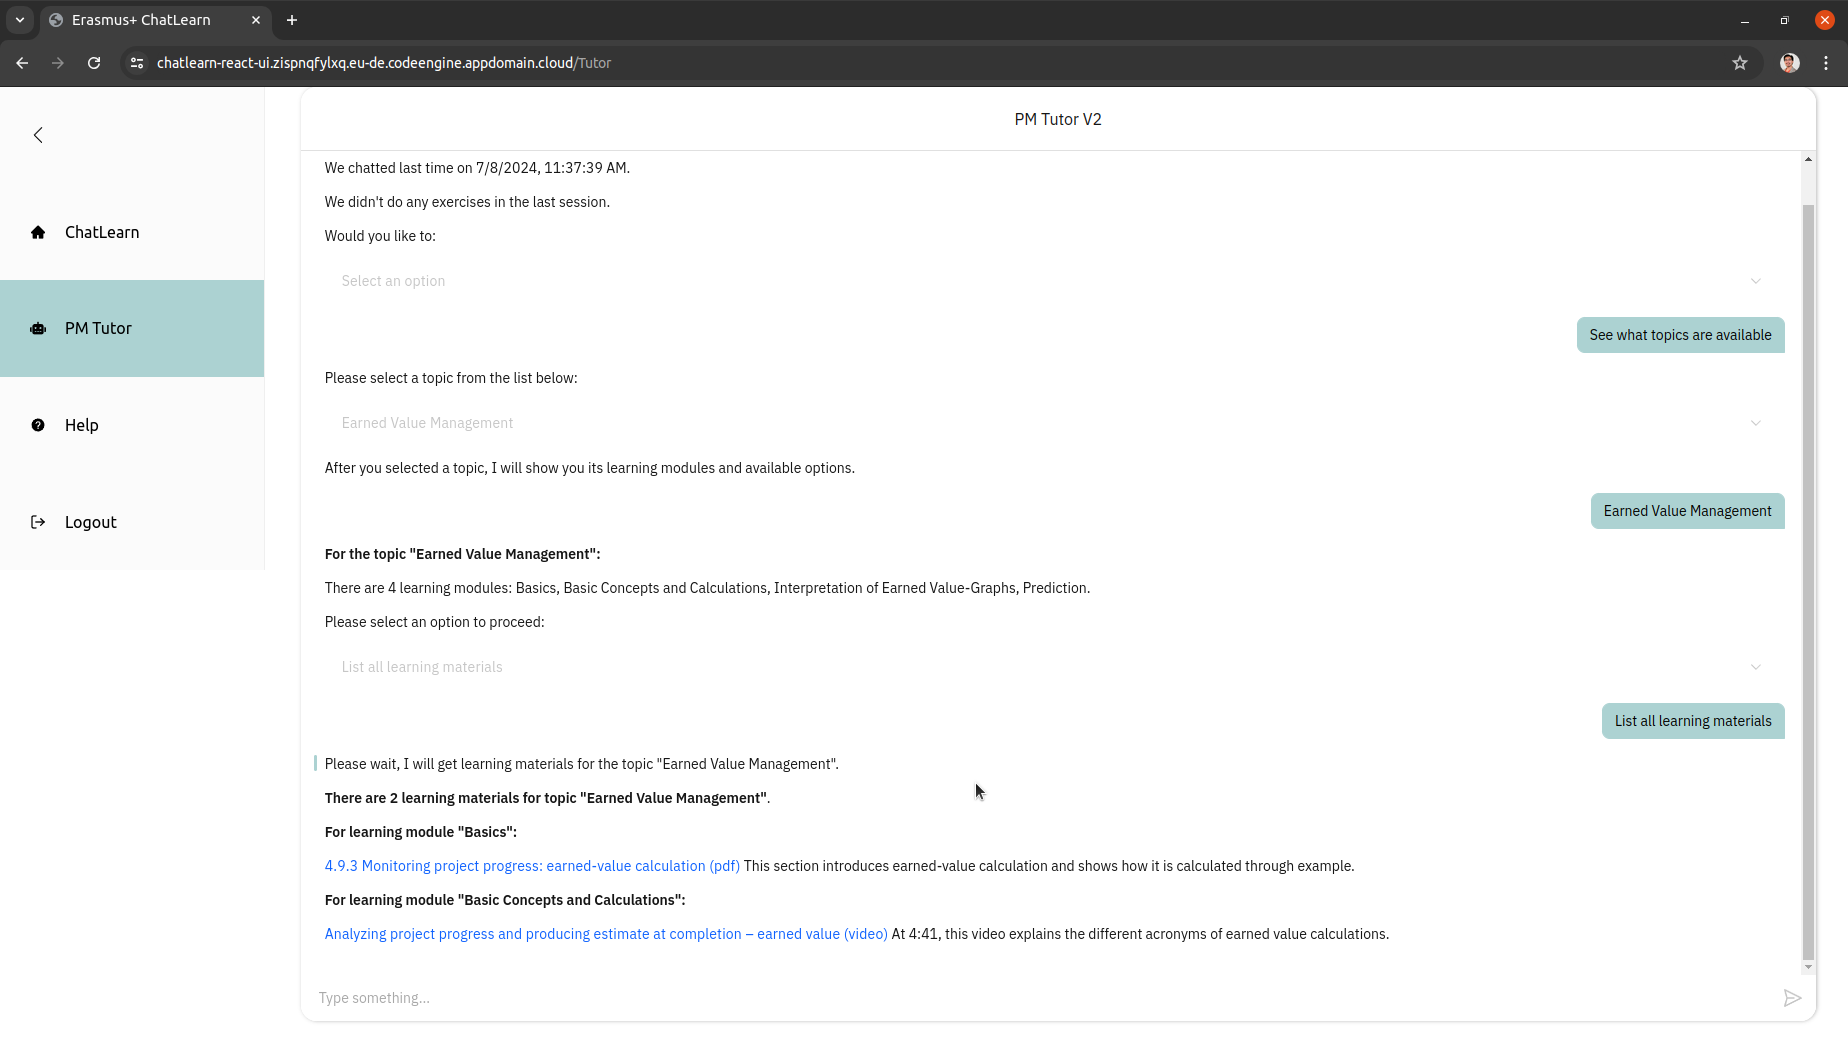 Erasmus+ ChatLearn
chatlearn-react-ui.zispnqfylxq.eu-de.codeengine.appdomain.cloud/Tutor
ChatLearn
PM Tutor
Help
Logout
PM Tutor V2
We chatted last time on 7/8/2024, 11:37:39 AM.
We didn't do any exercises in the last session.
Would you like to:
Select an option
See what topics are available
Please select a topic from the list below:
Earned Value Management
After you selected a topic, I will show you its learning modules and available options.
Earned Value Management
For the topic "Earned Value Management":
There are 4 learning modules: Basics, Basic Concepts and Calculations, Interpretation of Earned Value-Graphs, Prediction.
Please select an option to proceed:
List all learning materials
List all learning materials
Please wait, I will get learning materials for the topic "Earned Value Management".
There are 2 learning materials for topic "Earned Value Management".
For learning module "Basics":
4.9.3 Monitoring project progress: earned-value calculation (pdf) This section introduces earned-value calculation and shows how it is calculated through example.
For learning module "Basic Concepts and Calculations":
Analyzing project progress and producing estimate at completion – earned value (video) At 4:41, this video explains the different acronyms of earned value calculations.
Type something...